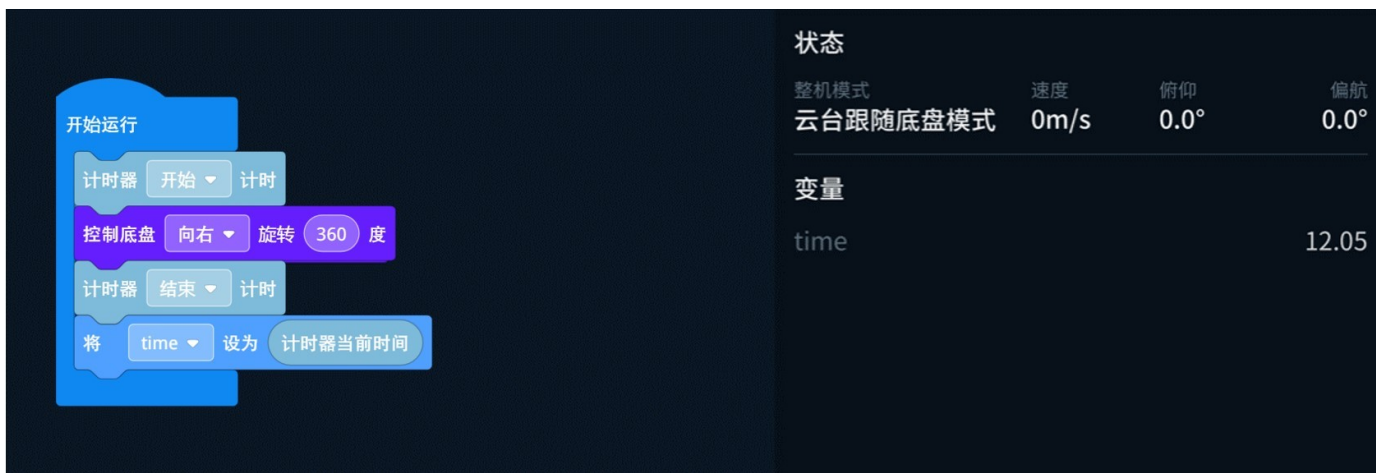 开始运行
计时器 开始 计时
控制底盘 向右 旋转 360 度
计时器 结束 计时
将 time 设为 计时器当前时间
状态
整机模式 速度 俯仰 偏航
云台跟随底盘模式 0m/s 0.0° 0.0°
变量
time 12.05